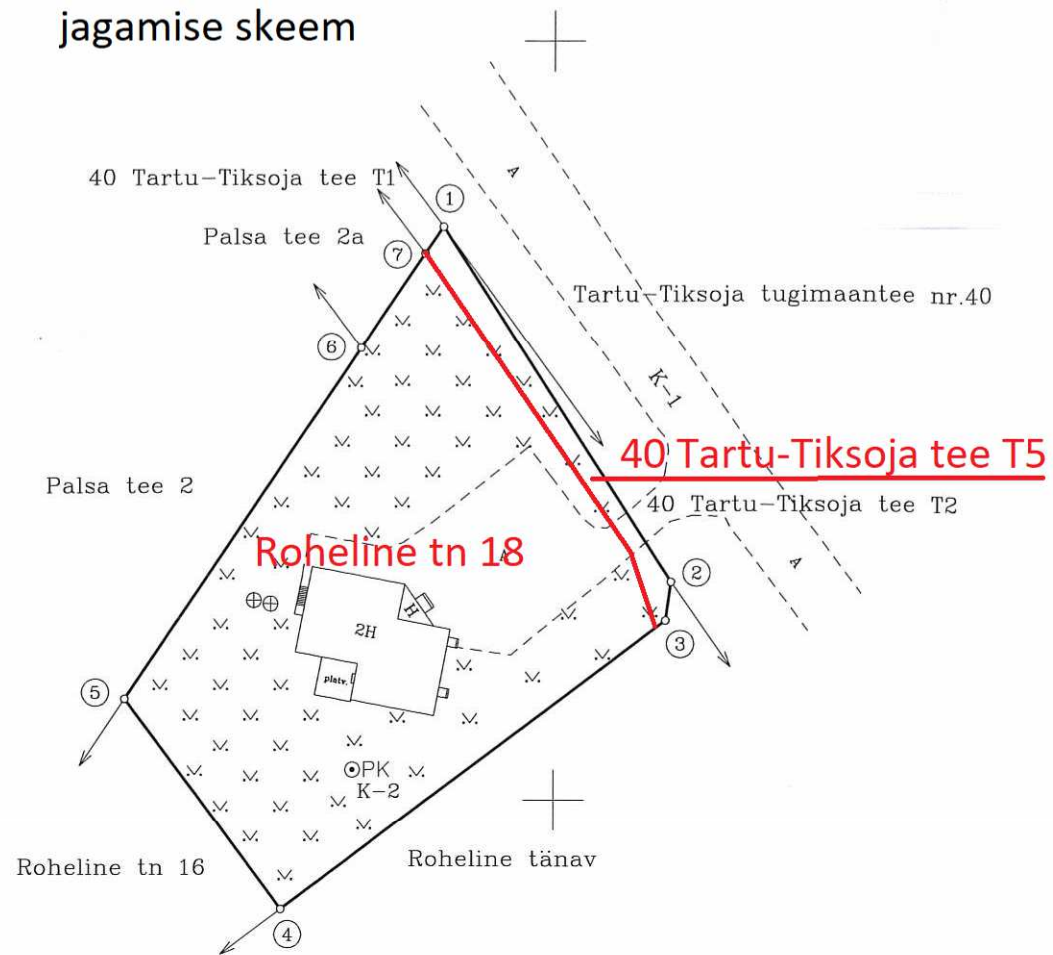 jagamise skeem
40 Tartu-Tiksoja tee T1
A
1
Palsa tee 2a
7
Tartu-Tiksoja tugimaantee nr.40
6
K-1
40 Tartu-Tiksoja tee T5
Palsa tee 2
40 Tartu-Tiksoja tee T2
Roheline tn 18
A
A
2
H
2H
3
platv.
5
PK
K-2
Roheline tänav
Roheline tn 16
4